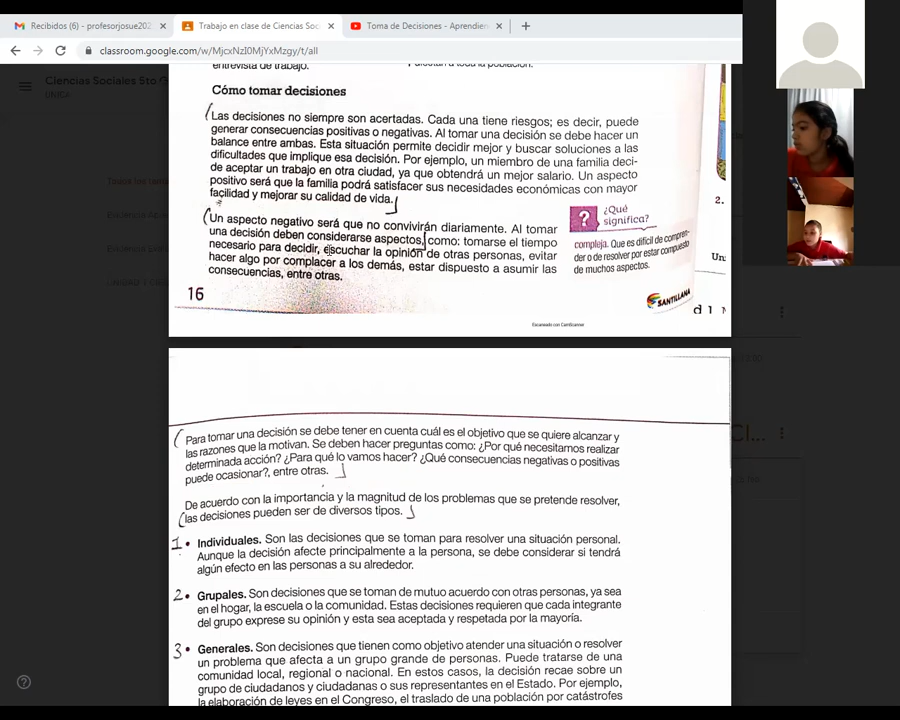 Recibidos (6) - profesorjosue202
Trabajo en clase de Ciencias Soc
Toma de Decisiones - Aprendien
classroom.google.com/w/MjcxNzI0MjYxMzgy/t/all
Ciencias Sociales 5to G
UNICA
entrevista de trabajo.
a toda la población.
Cómo tomar decisiones
Las decisiones no siempre son acertadas. Cada una tiene riesgos; es decir, puede
generar consecuencias positivas o negativas. Al tomar una decisión se debe hacer un
balance entre ambas. Esta situación permite decidir mejor y buscar soluciones a las
dificultades que implique esa decisión. Por ejemplo, un miembro de una familia deci-
de aceptar un trabajo en otra ciudad, ya que obtendrá un mejor salario. Un aspecto
positivo será que la familia podrá satisfacer sus necesidades económicas con mayor
facilidad y mejorar su calidad de vida.
Un aspecto negativo será que no convivirán diariamente. Al tomar
una decisión deben considerarse aspectos, como: tomarse el tiempo
necesario para decidir, escuchar la opinión de otras personas, evitar
hacer algo por complacer a los demás, estar dispuesto a asumir las
consecuencias, entre otras.
¿Qué
significa?
compleja. Que es difícil de compren-
der o de resolver por estar compuesto
de muchos aspectos.
2.
16
SANTILLANA
Escaneado con CamScanner
Para tomar una decisión se debe tener en cuenta cuál es el objetivo que se quiere alcanzar y
las razones que la motivan. Se deben hacer preguntas como: ¿Por qué necesitamos realizar
determinada acción? ¿Para qué lo vamos hacer? ¿Qué consecuencias negativas o positivas
puede ocasionar?, entre otras.
De acuerdo con la importancia y la magnitud de los problemas que se pretende resolver,
las decisiones pueden ser de diversos tipos.
1 • Individuales. Son las decisiones que se toman para resolver una situación personal.
Aunque la decisión afecte principalmente a la persona, se debe considerar si tendrá
algún efecto en las personas a su alrededor.
2 • Grupales. Son decisiones que se toman de mutuo acuerdo con otras personas, ya sea
en el hogar, la escuela o la comunidad. Estas decisiones requieren que cada integrante
del grupo exprese su opinión y esta sea aceptada y respetada por la mayoría.
3 • Generales. Son decisiones que tienen como objetivo atender una situación o resolver
un problema que afecta a un grupo grande de personas. Puede tratarse de una
comunidad local, regional o nacional. En estos casos, la decisión recae sobre un
grupo de ciudadanos y ciudadanas o sus representantes en el Estado. Por ejemplo,
la elaboración de leyes en el Congreso, el traslado de una población por catástrofes